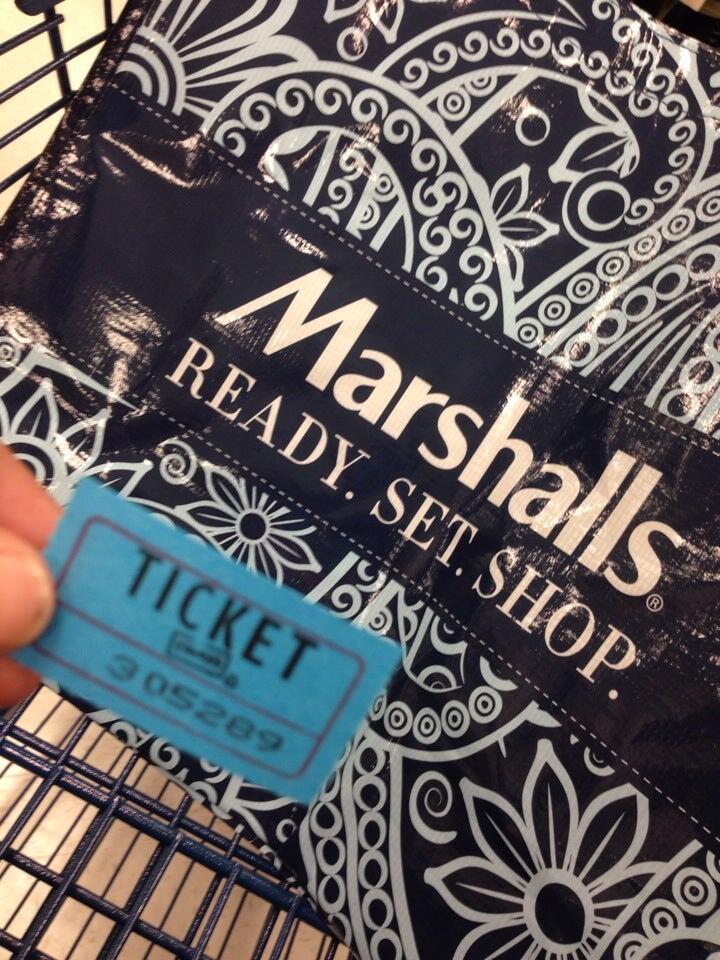 Marshalls®
READY. SET. SHOP.
TICKET
305289